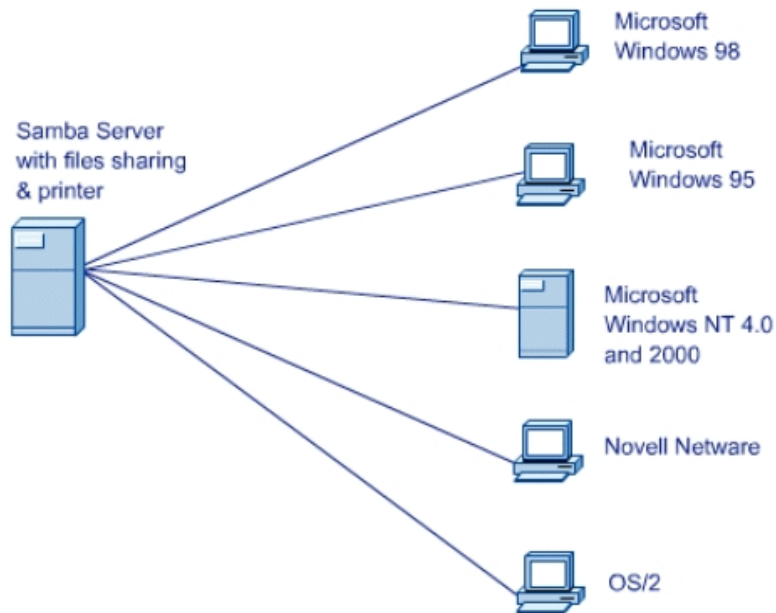 Microsoft
Windows 98
Samba Server
with files sharing
& printer
Microsoft
Windows 95
Microsoft
Windows NT 4.0
and 2000
Novell Netware
OS/2